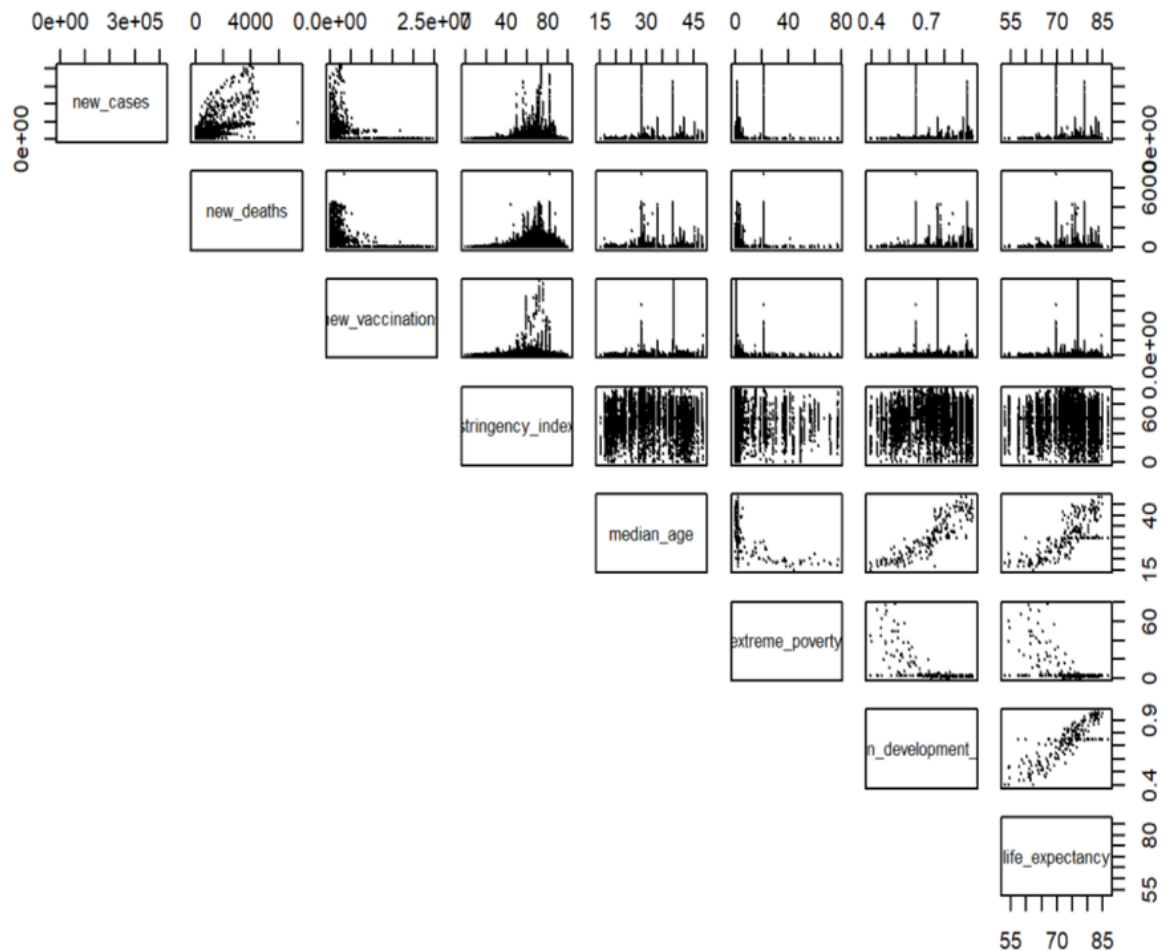 0e+00 3e+05 0 4000 0.0e+00 2.5e+07 40 80 15 30 45 0 40 80 0.4 0.7 55 70 85
new_cases
0e+00
0e+00
new_deaths
0 6000
new_vaccination
0.0e+00
stringency_index
0 60
median_age
15 40
extreme_poverty
0 60
n_development_
0.4 0.9
life_expectancy
55 80
55 70 85